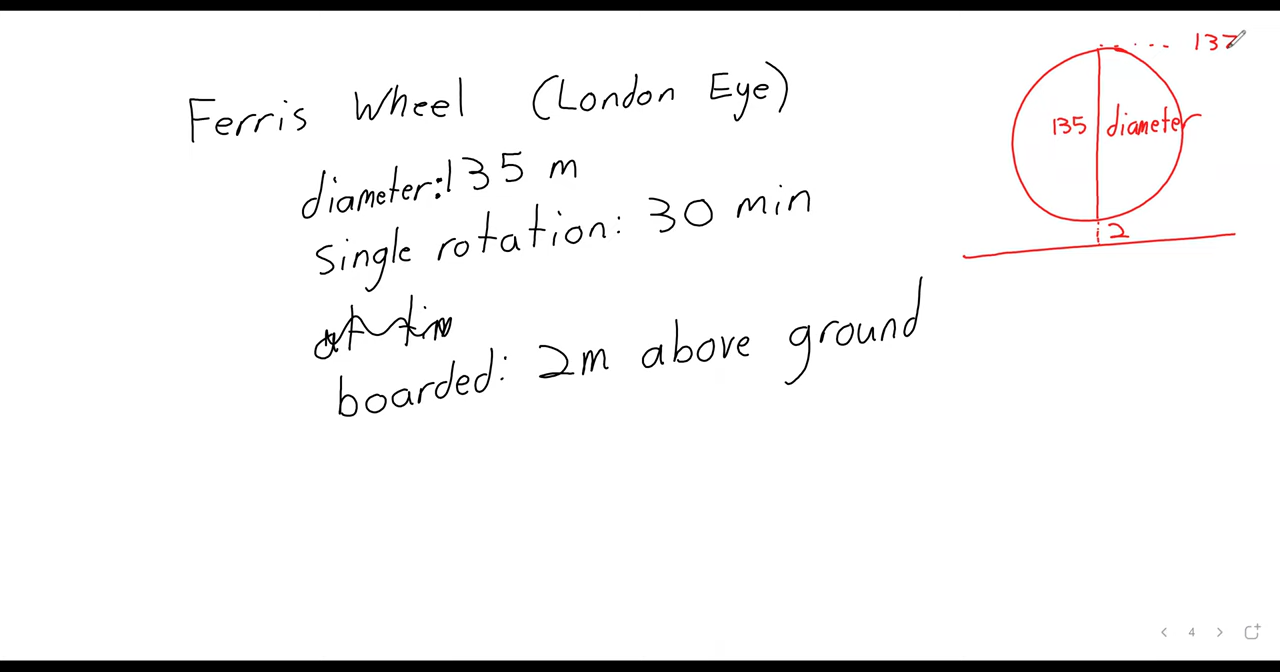 Ferris Wheel (London Eye)
diameter: 135 m
single rotation: 30 min
boarded: 2m above ground
137
135 diameter
2
4